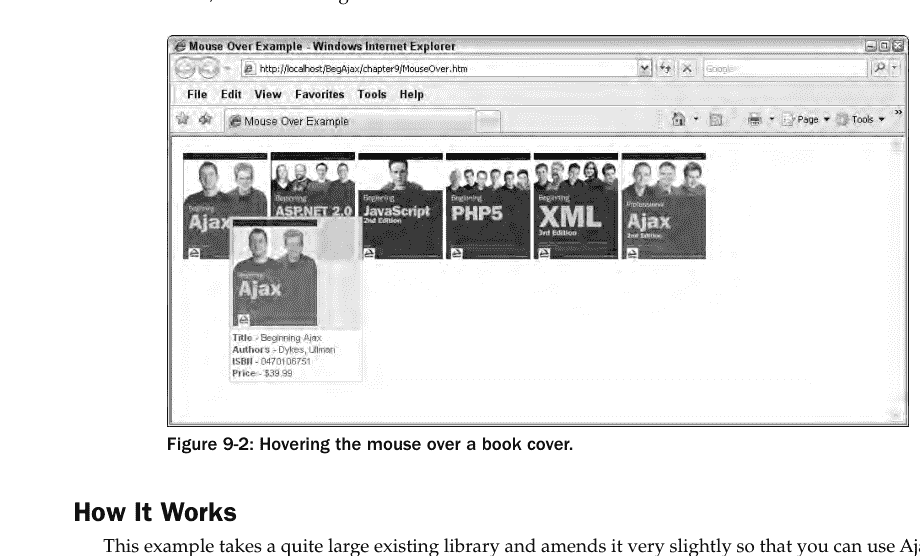 Mouse Over Example - Windows Internet Explorer
http://localhost/BegAjax/chapter9/MouseOver.htm
Google
File Edit View Favorites Tools Help
Mouse Over Example
Page Tools
Beginning
Ajax
Beginning
ASP.NET 2.0
Beginning
JavaScript
2nd Edition
Beginning
PHP5
Beginning
XML
3rd Edition
Professional
Ajax
2nd Edition
Beginning
Ajax
Title - Beginning Ajax
Authors - Dykes, Ullman
ISBN - 0470106751
Price - $39.99
Figure 9-2: Hovering the mouse over a book cover.
How It Works
This example takes a quite large existing library and amends it very slightly so that you can use Aj